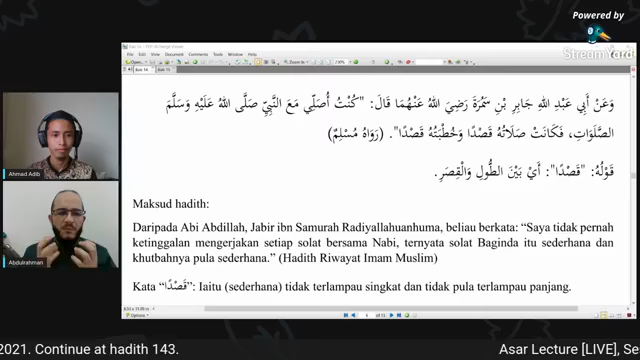 Powered by
StreamYard
وَعَنْ أَبِي عَبْدِ اللهِ جَابِرِ بْنِ سَمُرَةَ رَضِيَ اللهُ عَنْهُمَا قَالَ: "كُنْتُ أُصَلِّي مَعَ النَّبِيِّ صَلَّى اللهُ عَلَيْهِ وَسَلَّمَ
الصَّلَوَاتِ، فَكَانَتْ صَلَاتُهُ قَصْدًا وَخُطْبَتُهُ قَصْدًا". (رَوَاهُ مُسْلِمٌ)
قَوْلُهُ: "قَصْدًا": أَيْ بَيْنَ الطُّولِ وَالْقِصَرِ.
Maksud hadith:
Daripada Abi Abdillah, Jabir ibn Samurah Radiyallahuanhuma, beliau berkata: “Saya tidak pernah
ketinggalan mengerjakan setiap solat bersama Nabi, ternyata solat Baginda itu sederhana dan
khutbahnya pula sederhana.” (Hadith Riwayat Imam Muslim)
Kata “قَصْدًا”: Iaitu (sederhana) tidak terlampau singkat dan tidak pula terlampau panjang.
Ahmad Adib
Abdulrahman
2021. Continue at hadith 143.
Asar Lecture [LIVE], Se